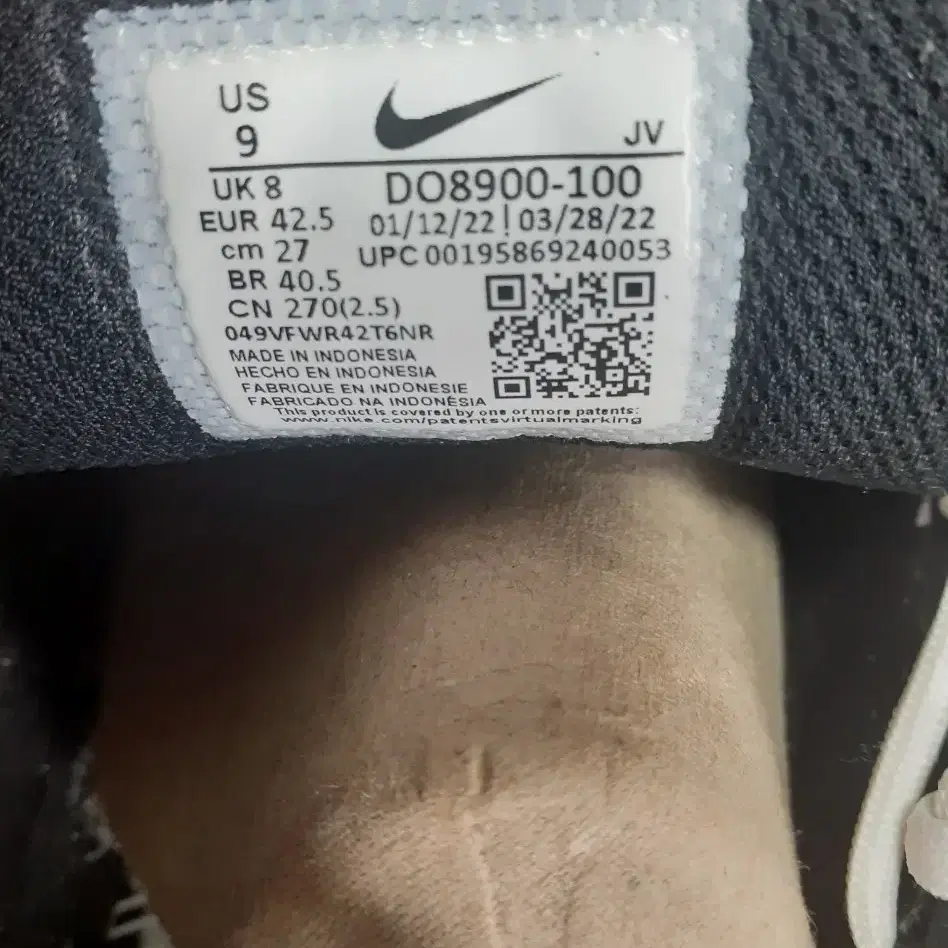 US
9
JV
UK 8
EUR 42.5
cm 27
BR 40.5
CN 270(2.5)
DO8900-100
01/12/22 | 03/28/22
UPC 00195869240053
049VFWR42T6NR
MADE IN INDONESIA
HECHO EN INDONESIA
FABRIQUE EN INDONESIE
FABRICADO NA INDONÉSIA
This product is covered by one or more patents:
www.nike.com/patentsvirtualmarking